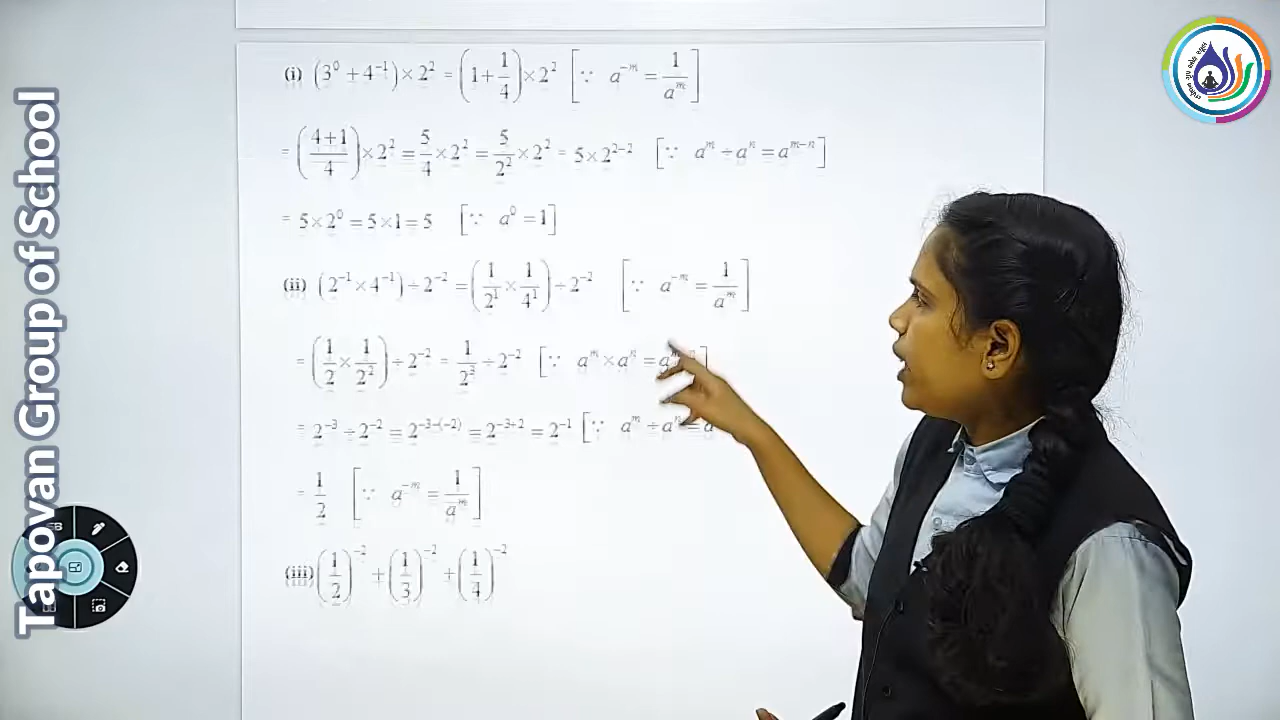 Tapovan Group of School
(i) (3⁰ + 4⁻¹) × 2² = (1 + 1/4) × 2² [∵ a⁻ᵐ = 1/aᵐ]
= ((4+1)/4) × 2² = 5/4 × 2² = 5/2² × 2² = 5 × 2²⁻² [∵ aᵐ ÷ aⁿ = aᵐ⁻ⁿ]
= 5 × 2⁰ = 5 × 1 = 5 [∵ a⁰ = 1]
(ii) (2⁻¹ × 4⁻¹) ÷ 2⁻² = (1/2¹ × 1/4¹) ÷ 2⁻² [∵ a⁻ᵐ = 1/aᵐ]
= (1/2 × 1/2²) ÷ 2⁻² = 1/2³ ÷ 2⁻² [∵ aᵐ × aⁿ = a ]
= 2⁻³ ÷ 2⁻² = 2⁻³⁻⁽⁻²⁾ = 2⁻³⁺² = 2⁻¹ [∵ aᵐ ÷ aⁿ = a
= 1/2 [∵ a⁻ᵐ = 1/aᵐ]
(iii) (1/2)⁻² + (1/3)⁻² + (1/4)⁻²